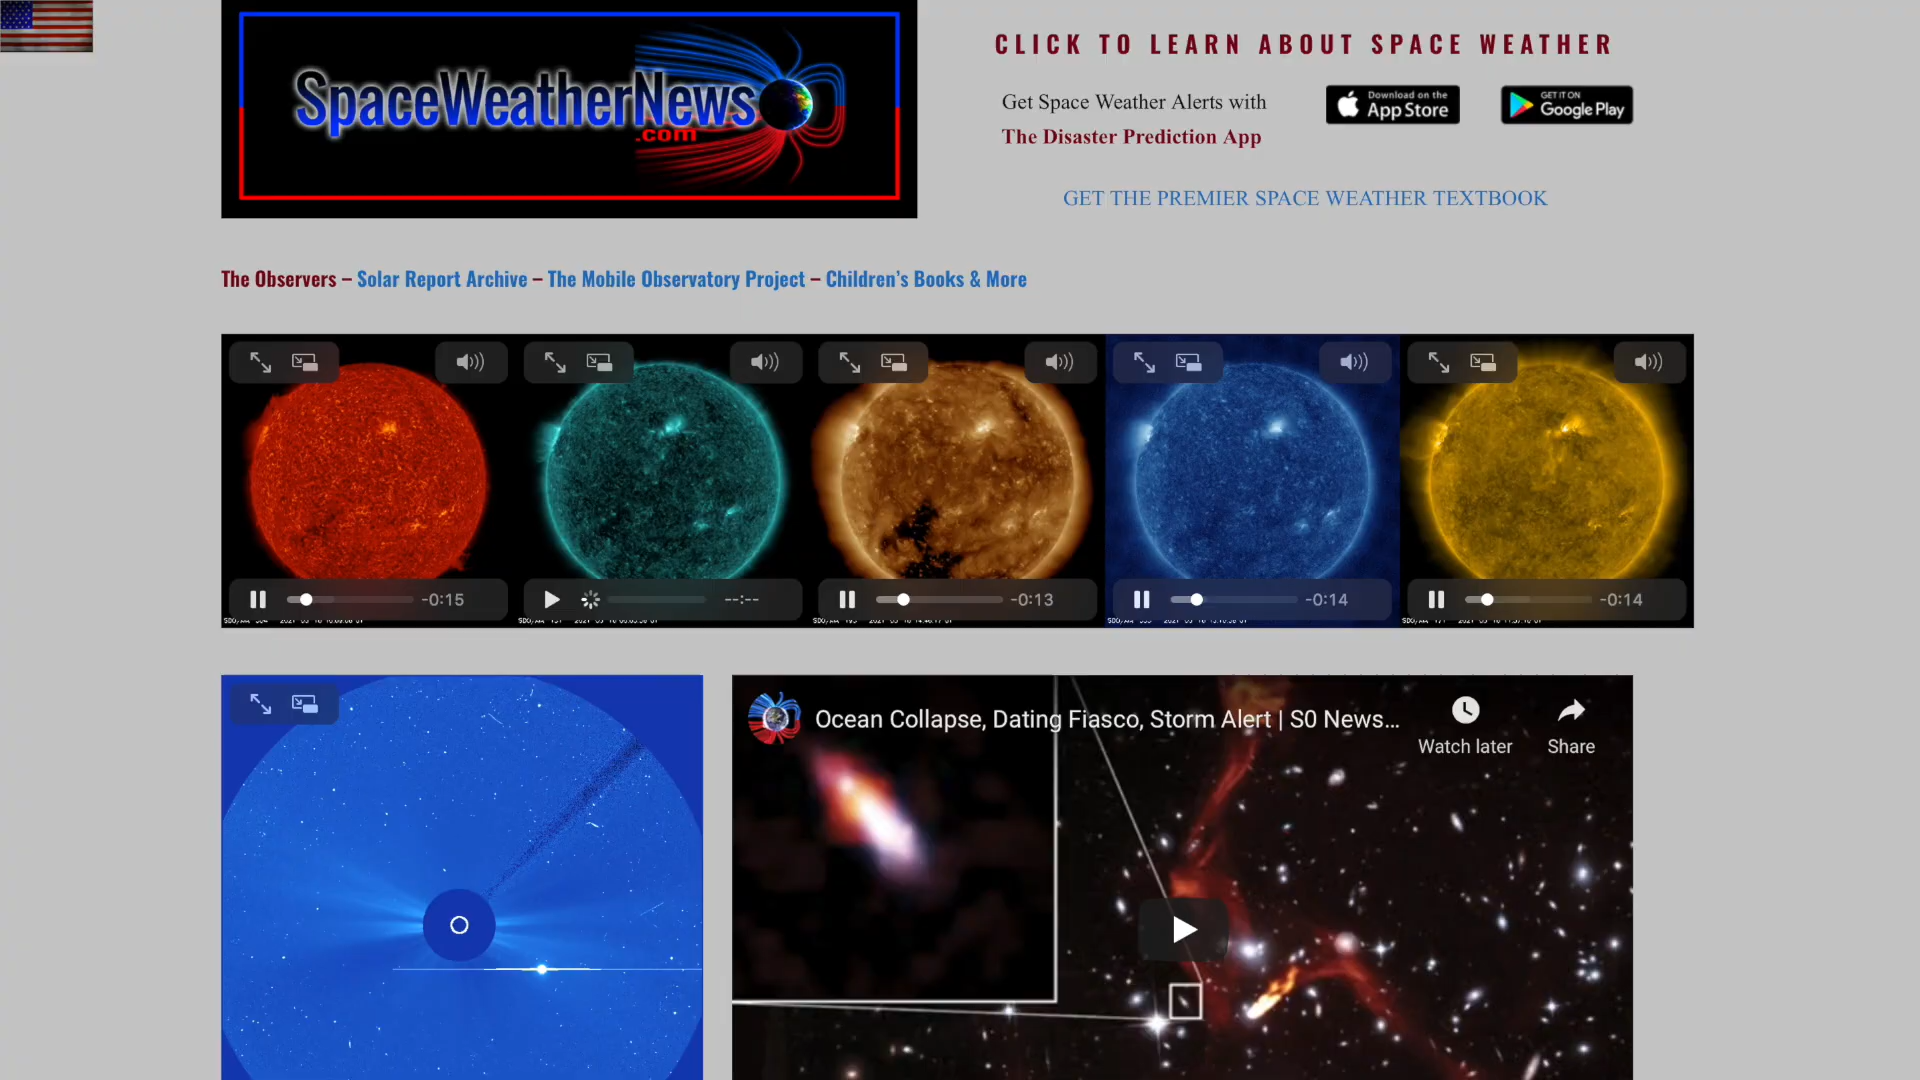 SpaceWeatherNews
.com
CLICK TO LEARN ABOUT SPACE WEATHER
Get Space Weather Alerts with
The Disaster Prediction App
Download on the
App Store
GET IT ON
Google Play
GET THE PREMIER SPACE WEATHER TEXTBOOK
The Observers – Solar Report Archive – The Mobile Observatory Project – Children’s Books & More
-0:15
--:--
-0:13
-0:14
-0:14
Ocean Collapse, Dating Fiasco, Storm Alert | S0 News...
Watch later
Share